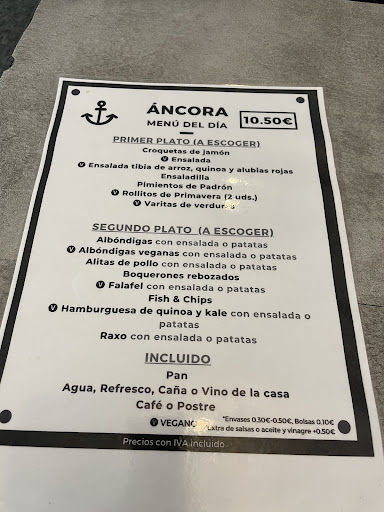 ÁNCORA
MENÚ DEL DÍA
10.50€
PRIMER PLATO (A ESCOGER)
Croquetas de jamón
V Ensalada
V Ensalada tibia de arroz, quinoa y alubias rojas
Ensaladilla
Pimientos de Padrón
V Rollitos de Primavera (2 uds.)
V Varitas de verduras
SEGUNDO PLATO (A ESCOGER)
Albóndigas con ensalada o patatas
V Albóndigas veganas con ensalada o patatas
Alitas de pollo con ensalada o patatas
Boquerones rebozados
V Falafel con ensalada o patatas
Fish & Chips
V Hamburguesa de quinoa y kale con ensalada o
patatas
Raxo con ensalada o patatas
INCLUIDO
Pan
Agua, Refresco, Caña o Vino de la casa
Café o Postre
V VEGANO
*Envases 0.30€-0.50€, Bolsas 0.10€
Extra de salsas o aceite y vinagre +0.50€
Precios con IVA incluido